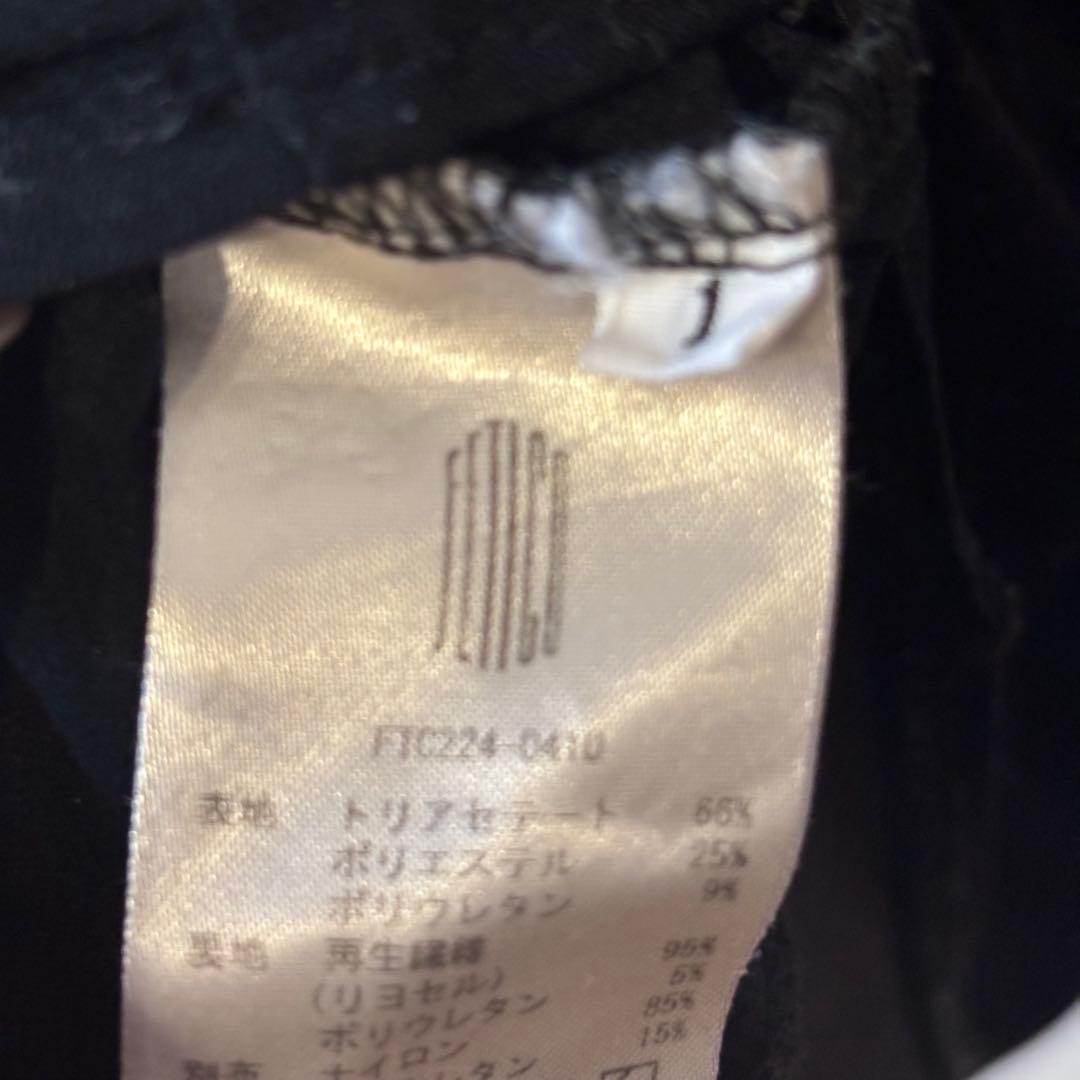 1
FTC224-0410
表地 トリアセテート 66%
ポリエステル 25%
ポリウレタン 9%
裏地 再生繊維 95%
(リヨセル)
ポリウレタン 5%
別布 ナイロン 85%
15%